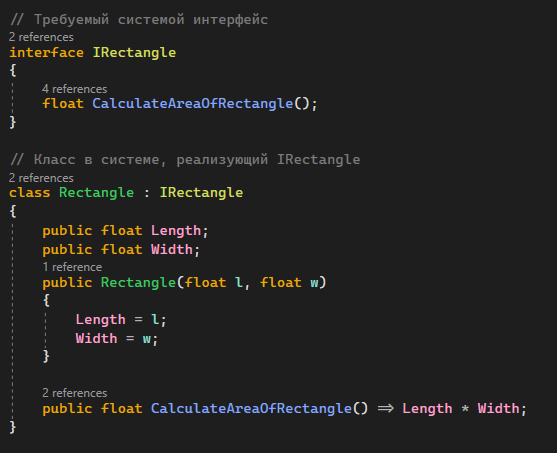 // Требуемый системой интерфейс
2 references
interface IRectangle
{
4 references
float CalculateAreaOfRectangle();
}
// Класс в системе, реализующий IRectangle
2 references
class Rectangle : IRectangle
{
public float Length;
public float Width;
1 reference
public Rectangle(float l, float w)
{
Length = l;
Width = w;
}
2 references
public float CalculateAreaOfRectangle() => Length * Width;
}